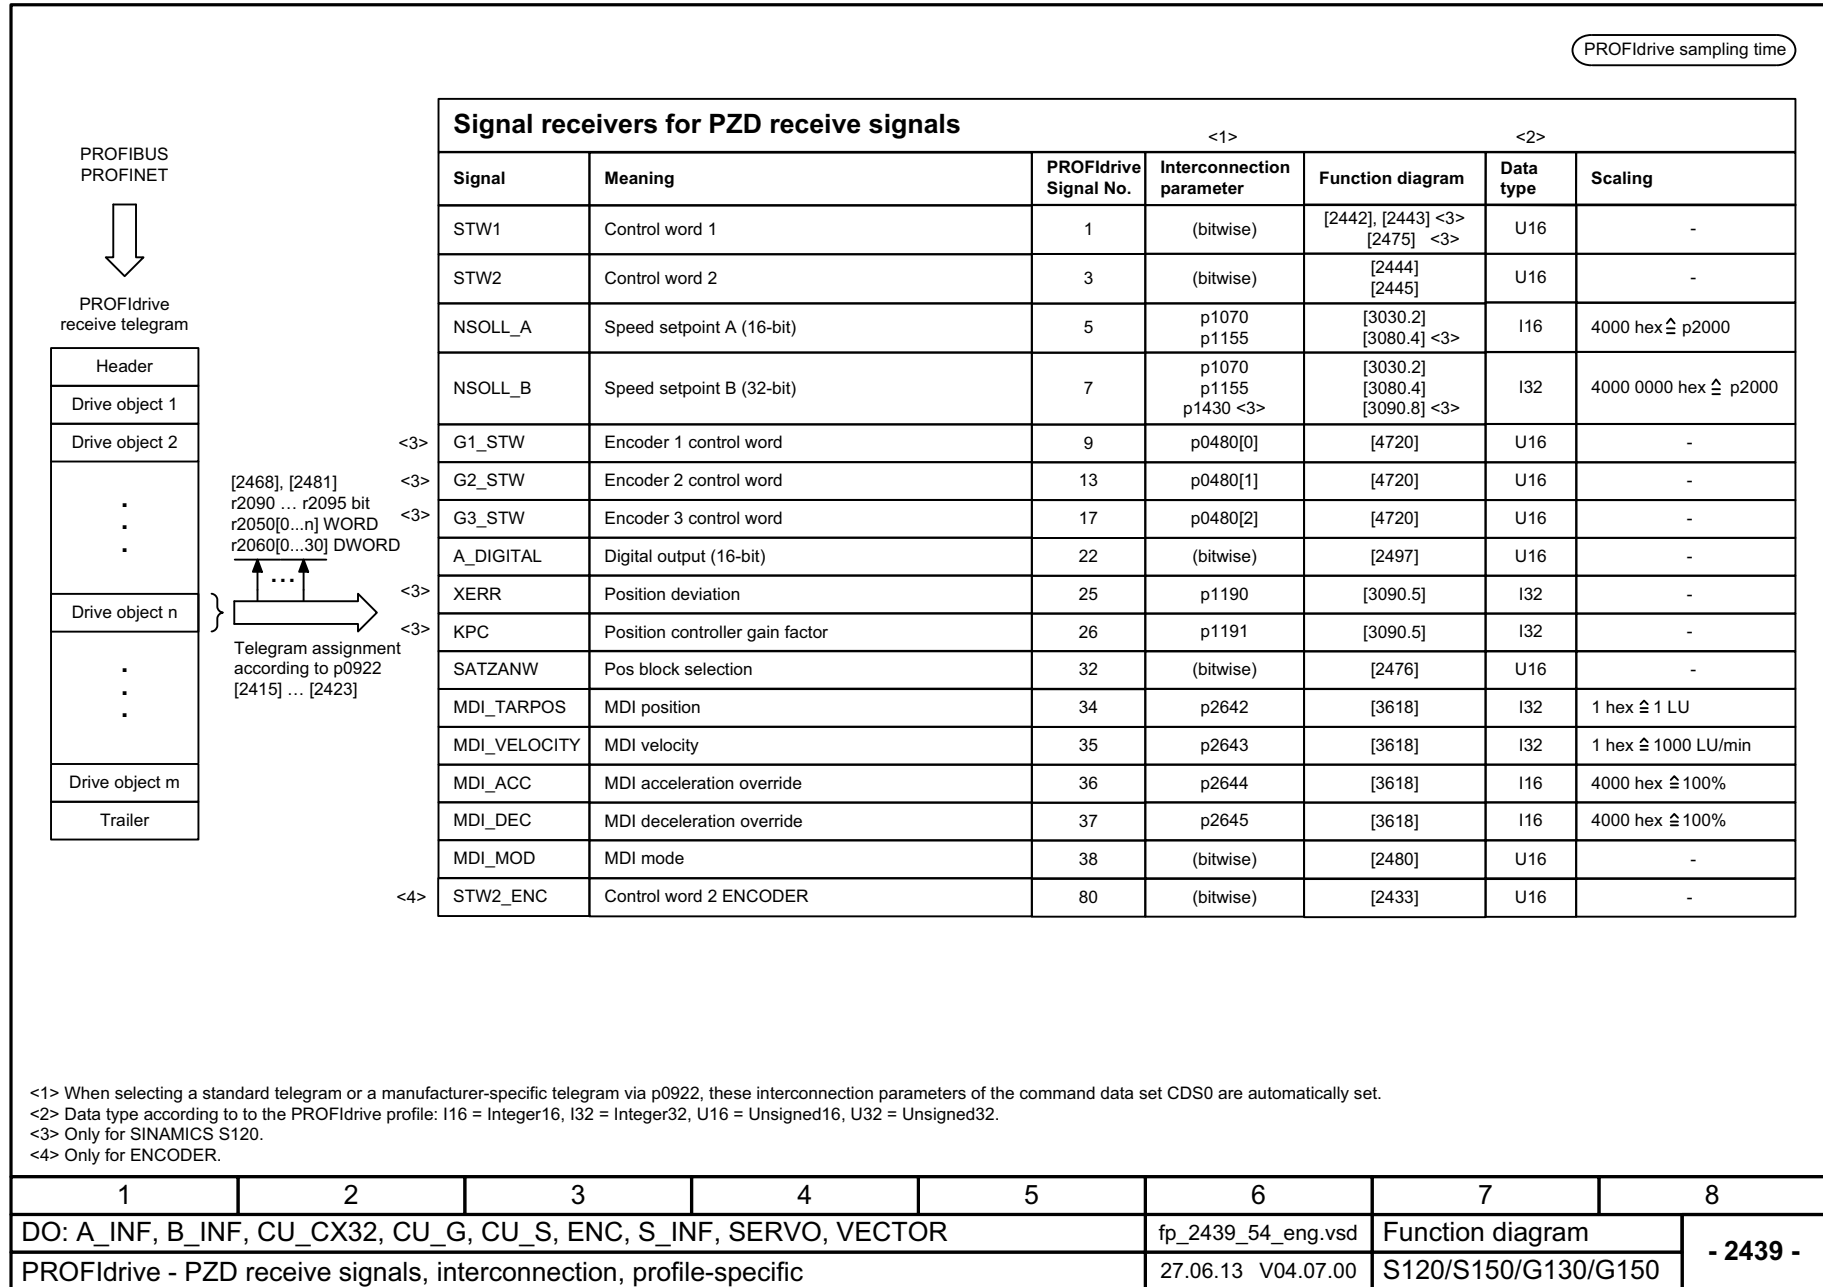 PROFIdrive sampling time
PROFIBUS
PROFINET
PROFIdrive
receive telegram
Header
Drive object 1
Drive object 2
.
.
.
Drive object n
.
.
.
Drive object m
Trailer
[2468], [2481]
r2090 … r2095 bit
r2050[0...n] WORD
r2060[0...30] DWORD
...
}
Telegram assignment
according to p0922
[2415] … [2423]
Signal receivers for PZD receive signals <1> <2>
Signal Meaning PROFIdrive Signal No. Interconnection parameter Function diagram Data type Scaling
STW1 Control word 1 1 (bitwise) [2442], [2443] <3> [2475] <3> U16 -
STW2 Control word 2 3 (bitwise) [2444] [2445] U16 -
NSOLL_A Speed setpoint A (16-bit) 5 p1070 p1155 [3030.2] [3080.4] <3> I16 4000 hex ≙ p2000
NSOLL_B Speed setpoint B (32-bit) 7 p1070 p1155 p1430 <3> [3030.2] [3080.4] [3090.8] <3> I32 4000 0000 hex ≙ p2000
<3> G1_STW Encoder 1 control word 9 p0480[0] [4720] U16 -
<3> G2_STW Encoder 2 control word 13 p0480[1] [4720] U16 -
<3> G3_STW Encoder 3 control word 17 p0480[2] [4720] U16 -
A_DIGITAL Digital output (16-bit) 22 (bitwise) [2497] U16 -
<3> XERR Position deviation 25 p1190 [3090.5] I32 -
<3> KPC Position controller gain factor 26 p1191 [3090.5] I32 -
SATZANW Pos block selection 32 (bitwise) [2476] U16 -
MDI_TARPOS MDI position 34 p2642 [3618] I32 1 hex ≙ 1 LU
MDI_VELOCITY MDI velocity 35 p2643 [3618] I32 1 hex ≙ 1000 LU/min
MDI_ACC MDI acceleration override 36 p2644 [3618] I16 4000 hex ≙ 100%
MDI_DEC MDI deceleration override 37 p2645 [3618] I16 4000 hex ≙ 100%
MDI_MOD MDI mode 38 (bitwise) [2480] U16 -
<4> STW2_ENC Control word 2 ENCODER 80 (bitwise) [2433] U16 -
<1> When selecting a standard telegram or a manufacturer-specific telegram via p0922, these interconnection parameters of the command data set CDS0 are automatically set.
<2> Data type according to to the PROFIdrive profile: I16 = Integer16, I32 = Integer32, U16 = Unsigned16, U32 = Unsigned32.
<3> Only for SINAMICS S120.
<4> Only for ENCODER.
1 2 3 4 5 6 7 8
DO: A_INF, B_INF, CU_CX32, CU_G, CU_S, ENC, S_INF, SERVO, VECTOR fp_2439_54_eng.vsd Function diagram
- 2439 -
PROFIdrive - PZD receive signals, interconnection, profile-specific 27.06.13 V04.07.00 S120/S150/G130/G150